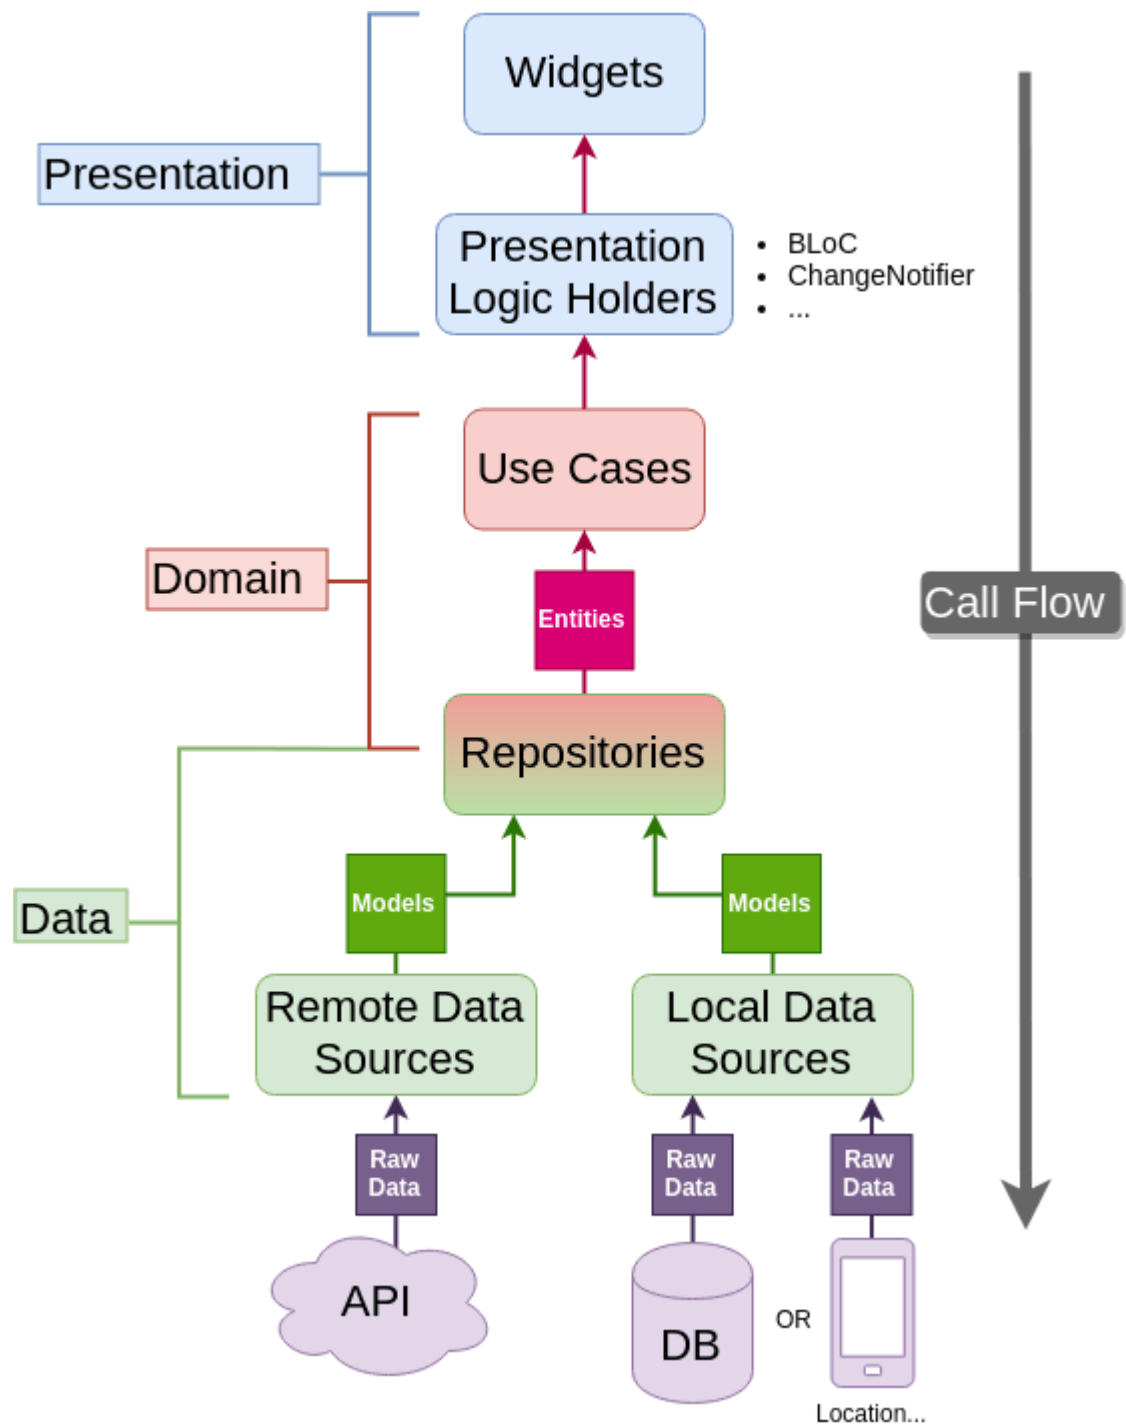 Widgets
Presentation
Presentation
Logic Holders
• BLoC
• ChangeNotifier
• ...
Use Cases
Domain
Entities
Call Flow
Repositories
Data
Models
Models
Remote Data
Sources
Local Data
Sources
Raw
Data
Raw
Data
Raw
Data
API
DB
OR
Location...